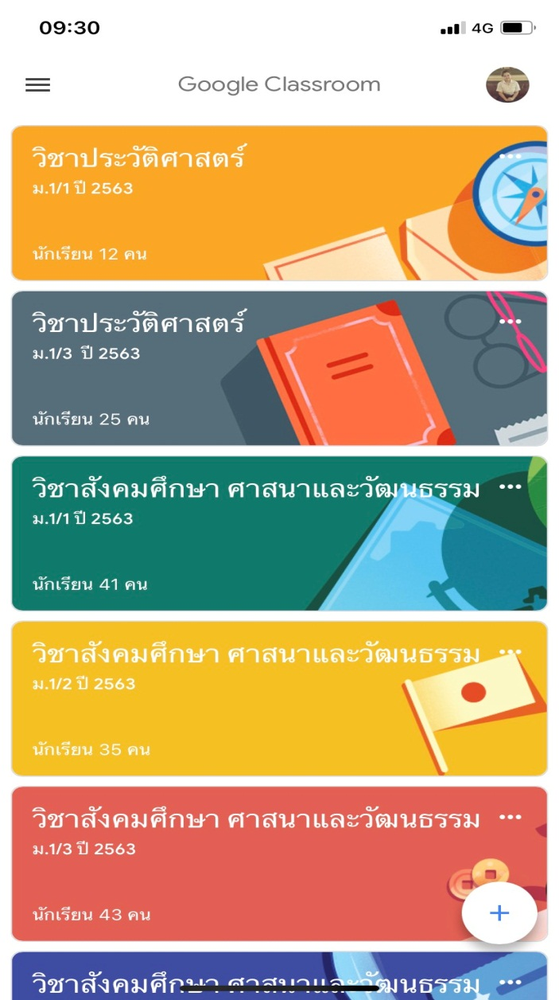 09:30
4G
Google Classroom
วิชาประวัติศาสตร์
ม.1/1 ปี 2563
นักเรียน 12 คน
วิชาประวัติศาสตร์
ม.1/3 ปี 2563
นักเรียน 25 คน
วิชาสังคมศึกษา ศาสนาและวัฒนธรรม
ม.1/1 ปี 2563
นักเรียน 41 คน
วิชาสังคมศึกษา ศาสนาและวัฒนธรรม
ม.1/2 ปี 2563
นักเรียน 35 คน
วิชาสังคมศึกษา ศาสนาและวัฒนธรรม
ม.1/3 ปี 2563
นักเรียน 43 คน
วิชาสังคมศึกษา ศาสนาและวัฒนธรรม